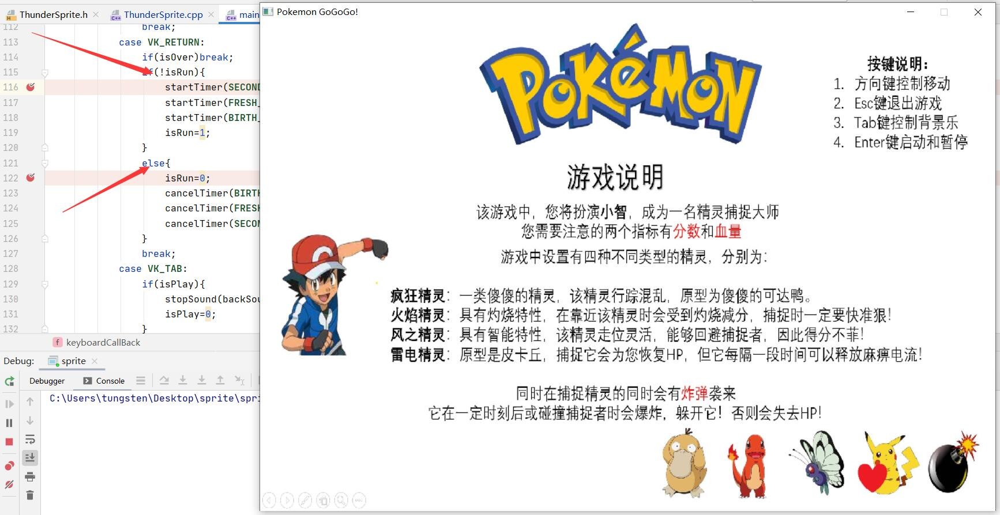 ThunderSprite.h
ThunderSprite.cpp
main
112 break;
113 case VK_RETURN:
114 if(isOver)break;
115 if(!isRun){
116 startTimer(SECOND
117 startTimer(FRESH_
118 startTimer(BIRTH_
119 isRun=1;
120 }
121 else{
122 isRun=0;
123 cancelTimer(BIRTH
124 cancelTimer(FRES
125 cancelTimer(SECON
126 }
127 break;
128 case VK_TAB:
129 if(isPlay){
130 stopSound(backSou
131 isPlay=0;
132 }
f keyboardCallBack
Debug: sprite
Debugger Console
C:\Users\tungsten\Desktop\sprite\spri
Pokemon GoGoGo!
POKéMON
按键说明：
1. 方向键控制移动
2. Esc键退出游戏
3. Tab键控制背景乐
4. Enter键启动和暂停
游戏说明
该游戏中，您将扮演小智，成为一名精灵捕捉大师
您需要注意的两个指标有分数和血量
游戏中设置有四种不同类型的精灵，分别为：
疯狂精灵：一类傻傻的精灵，该精灵行踪混乱，原型为傻傻的可达鸭。
火焰精灵：具有灼烧特性，在靠近该精灵时会受到灼烧减分，捕捉时一定要快准狠！
风之精灵：具有智能特性，该精灵走位灵活，能够回避捕捉者，因此得分不菲！
雷电精灵：原型是皮卡丘，捕捉它会为您恢复HP，但它每隔一段时间可以释放麻痹电流！
同时在捕捉精灵的同时会有炸弹袭来
它在一定时刻后或碰撞捕捉者时会爆炸，躲开它！否则会失去HP！